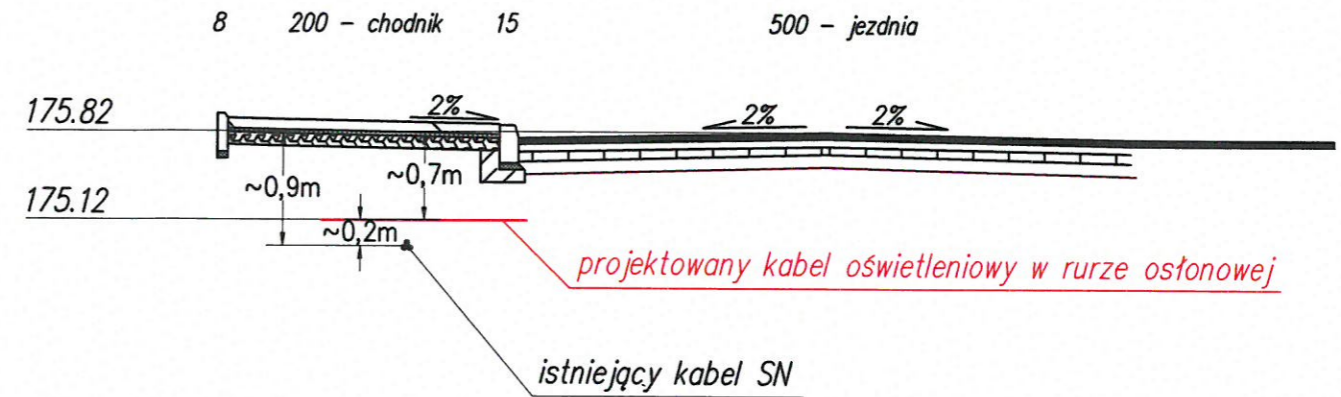 8 200 - chodnik 15 500 - jezdnia
175.82 2% 2% 2%
~0,9m ~0,7m
175.12
~0,2m
projektowany kabel oświetleniowy w rurze osłonowej
istniejący kabel SN